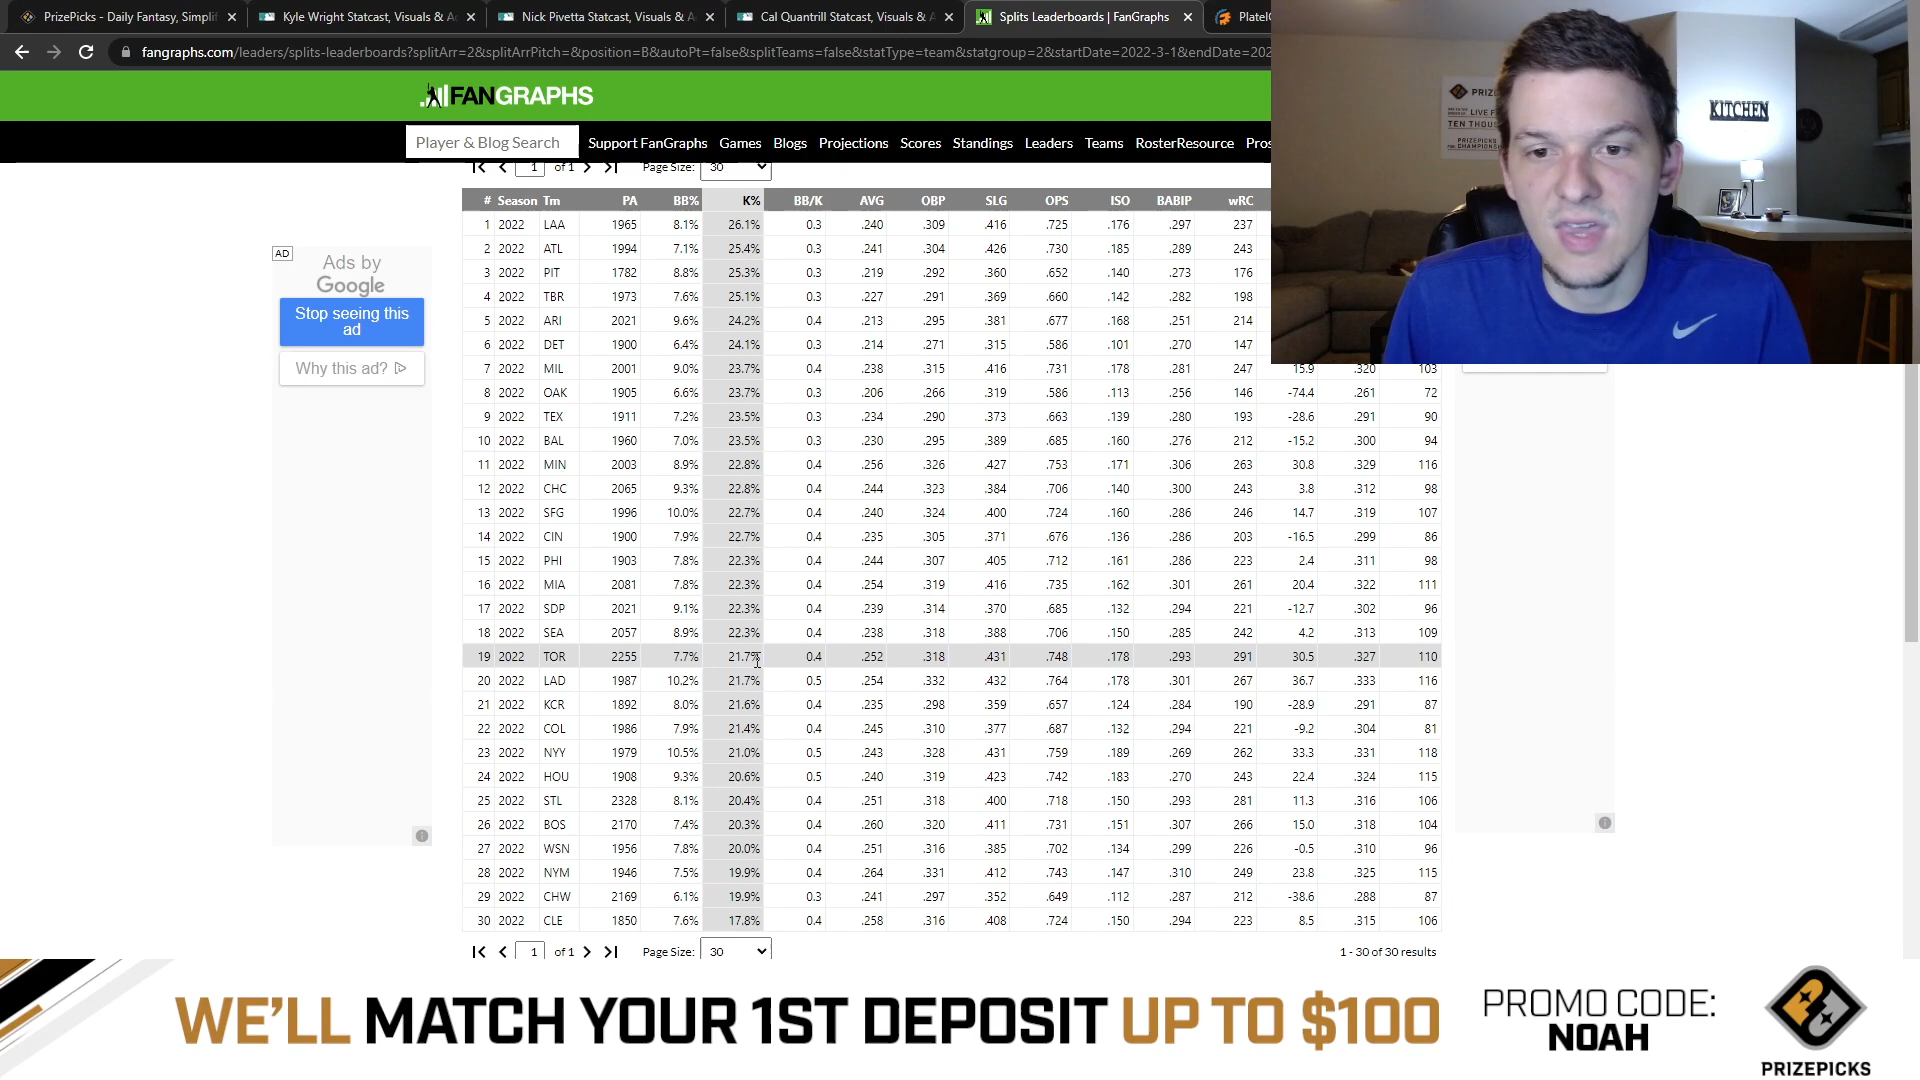 PrizePicks - Daily Fantasy, Simplif
Kyle Wright Statcast, Visuals & A
Nick Pivetta Statcast, Visuals & A
Cal Quantrill Statcast, Visuals & A
Splits Leaderboards | FanGraphs
PlateIQ
fangraphs.com/leaders/splits-leaderboards?splitArr=2&splitArrPitch=&position=B&autoPt=false&splitTeams=false&statType=team&statgroup=2&startDate=2022-3-1&endDate=202
FANGRAPHS
Player & Blog Search Support FanGraphs Games Blogs Projections Scores Standings Leaders Teams RosterResource Pros
1 of 1 Page Size: 30
# Season Tm PA BB% K% BB/K AVG OBP SLG OPS ISO BABIP wRC
1 2022 LAA 1965 8.1% 26.1% 0.3 .240 .309 .416 .725 .176 .297 237
2 2022 ATL 1994 7.1% 25.4% 0.3 .241 .304 .426 .730 .185 .289 243
3 2022 PIT 1782 8.8% 25.3% 0.3 .219 .292 .360 .652 .140 .273 176
4 2022 TBR 1973 7.6% 25.1% 0.3 .227 .291 .369 .660 .142 .282 198
5 2022 ARI 2021 9.6% 24.2% 0.4 .213 .295 .381 .677 .168 .251 214
6 2022 DET 1900 6.4% 24.1% 0.3 .214 .271 .315 .586 .101 .270 147
7 2022 MIL 2001 9.0% 23.7% 0.4 .238 .315 .416 .731 .178 .281 247 15.9 .320 103
8 2022 OAK 1905 6.6% 23.7% 0.3 .206 .266 .319 .586 .113 .256 146 -74.4 .261 72
9 2022 TEX 1911 7.2% 23.5% 0.3 .234 .290 .373 .663 .139 .280 193 -28.6 .291 90
10 2022 BAL 1960 7.0% 23.5% 0.3 .230 .295 .389 .685 .160 .276 212 -15.2 .300 94
11 2022 MIN 2003 8.9% 22.8% 0.4 .256 .326 .427 .753 .171 .306 263 30.8 .329 116
12 2022 CHC 2065 9.3% 22.8% 0.4 .244 .323 .384 .706 .140 .300 243 3.8 .312 98
13 2022 SFG 1996 10.0% 22.7% 0.4 .240 .324 .400 .724 .160 .286 246 14.7 .319 107
14 2022 CIN 1900 7.9% 22.7% 0.4 .235 .305 .371 .676 .136 .286 203 -16.5 .299 86
15 2022 PHI 1903 7.8% 22.3% 0.4 .244 .307 .405 .712 .161 .286 223 2.4 .311 98
16 2022 MIA 2081 7.8% 22.3% 0.4 .254 .319 .416 .735 .162 .301 261 20.4 .322 111
17 2022 SDP 2021 9.1% 22.3% 0.4 .239 .314 .370 .685 .132 .294 221 -12.7 .302 96
18 2022 SEA 2057 8.9% 22.3% 0.4 .238 .318 .388 .706 .150 .285 242 4.2 .313 109
19 2022 TOR 2255 7.7% 21.7% 0.4 .252 .318 .431 .748 .178 .293 291 30.5 .327 110
20 2022 LAD 1987 10.2% 21.7% 0.5 .254 .332 .432 .764 .178 .301 267 36.7 .333 116
21 2022 KCR 1892 8.0% 21.6% 0.4 .235 .298 .359 .657 .124 .284 190 -28.9 .291 87
22 2022 COL 1986 7.9% 21.4% 0.4 .245 .310 .377 .687 .132 .294 221 -9.2 .304 81
23 2022 NYY 1979 10.5% 21.0% 0.5 .243 .328 .431 .759 .189 .269 262 33.3 .331 118
24 2022 HOU 1908 9.3% 20.6% 0.5 .240 .319 .423 .742 .183 .270 243 22.4 .324 115
25 2022 STL 2328 8.1% 20.4% 0.4 .251 .318 .400 .718 .150 .293 281 11.3 .316 106
26 2022 BOS 2170 7.4% 20.3% 0.4 .260 .320 .411 .731 .151 .307 266 15.0 .318 104
27 2022 WSN 1956 7.8% 20.0% 0.4 .251 .316 .385 .702 .134 .299 226 -0.5 .310 96
28 2022 NYM 1946 7.5% 19.9% 0.4 .264 .331 .412 .743 .147 .310 249 23.8 .325 115
29 2022 CHW 2169 6.1% 19.9% 0.3 .241 .297 .352 .649 .112 .287 212 -38.6 .288 87
30 2022 CLE 1850 7.6% 17.8% 0.4 .258 .316 .408 .724 .150 .294 223 8.5 .315 106
1 of 1 Page Size: 30 1 - 30 of 30 results
AD
Ads by
Google
Stop seeing this
ad
Why this ad?
KITCHEN
WE'LL MATCH YOUR 1ST DEPOSIT UP TO $100
PROMO CODE:
NOAH
PRIZEPICKS